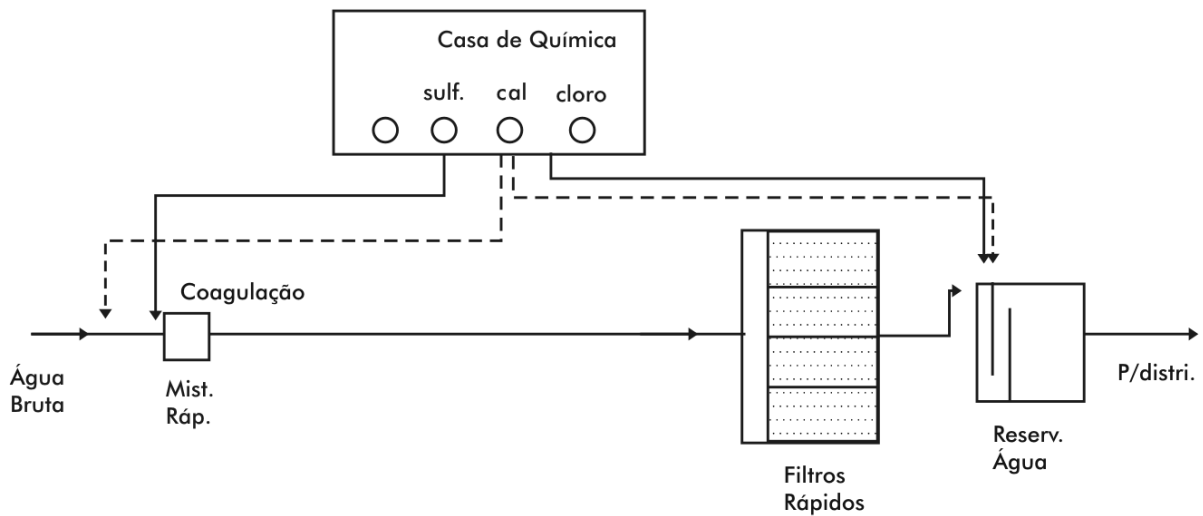 Casa de Química
sulf. cal cloro
Coagulação
Água
Bruta
Mist.
Ráp.
P/distri.
Reserv.
Água
Filtros
Rápidos